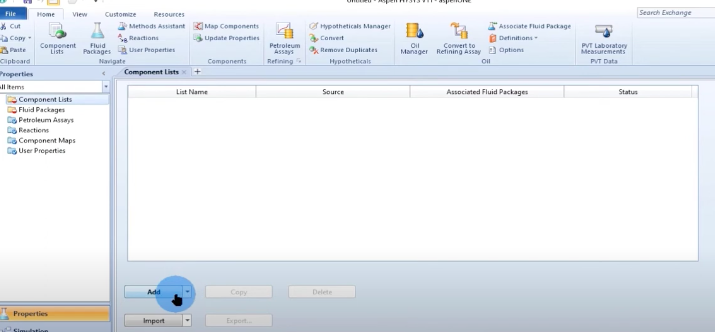 Untitled - Aspen HYSYS V11 - aspenONE
File Home View Customize Resources Search Exchange
Cut
Copy
Paste
Clipboard
Component Lists
Fluid Packages
Methods Assistant
Reactions
User Properties
Navigate
Map Components
Update Properties
Components
Petroleum Assays
Refining
Hypotheticals Manager
Convert
Remove Duplicates
Hypotheticals
Oil Manager
Convert to Refining Assay
Associate Fluid Package
Definitions
Options
Oil
PVT Laboratory Measurements
PVT Data
Properties
All Items
Component Lists
Fluid Packages
Petroleum Assays
Reactions
Component Maps
User Properties
Properties
Simulation
Component Lists × +
List Name Source Associated Fluid Packages Status
Add Copy Delete
Import Export...